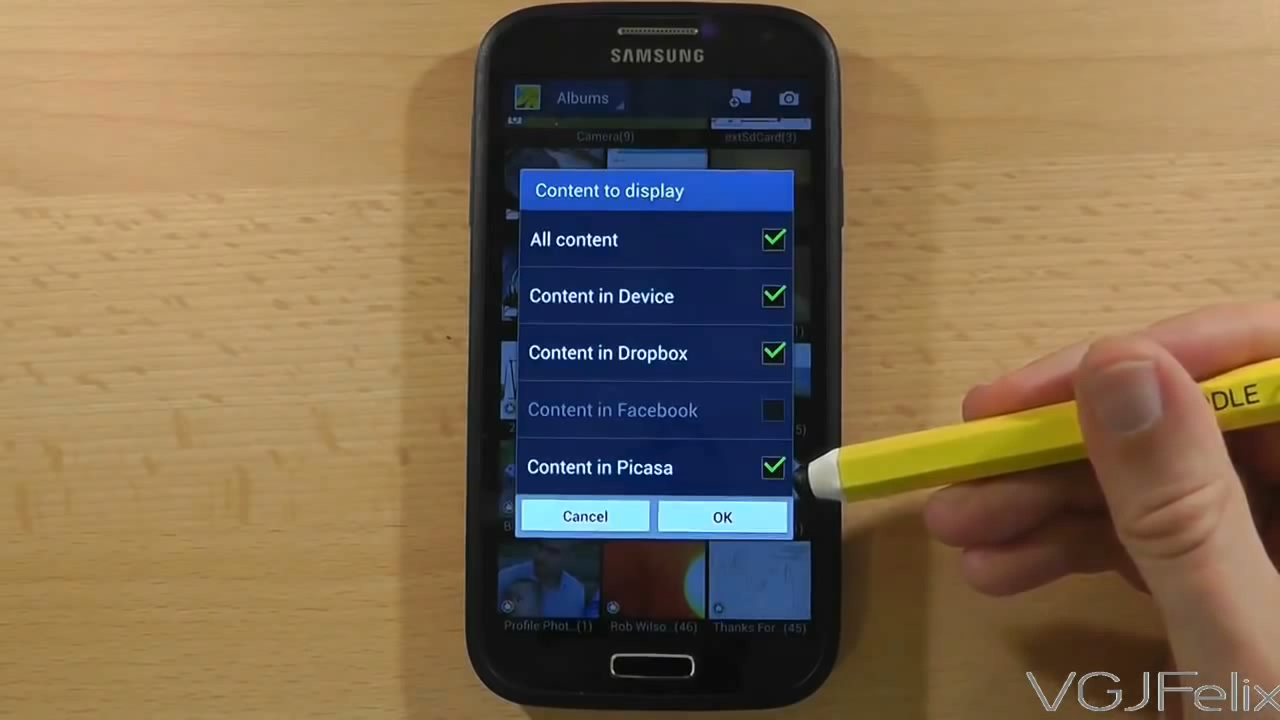 SAMSUNG
Albums
Camera(9)
extSdCard(3)
Content to display
All content
Content in Device
Content in Dropbox
Content in Facebook
Content in Picasa
Cancel
OK
Profile Phot...(1)
Rob Wilso...(46)
Thanks For...(45)
DLE
VGJFelix